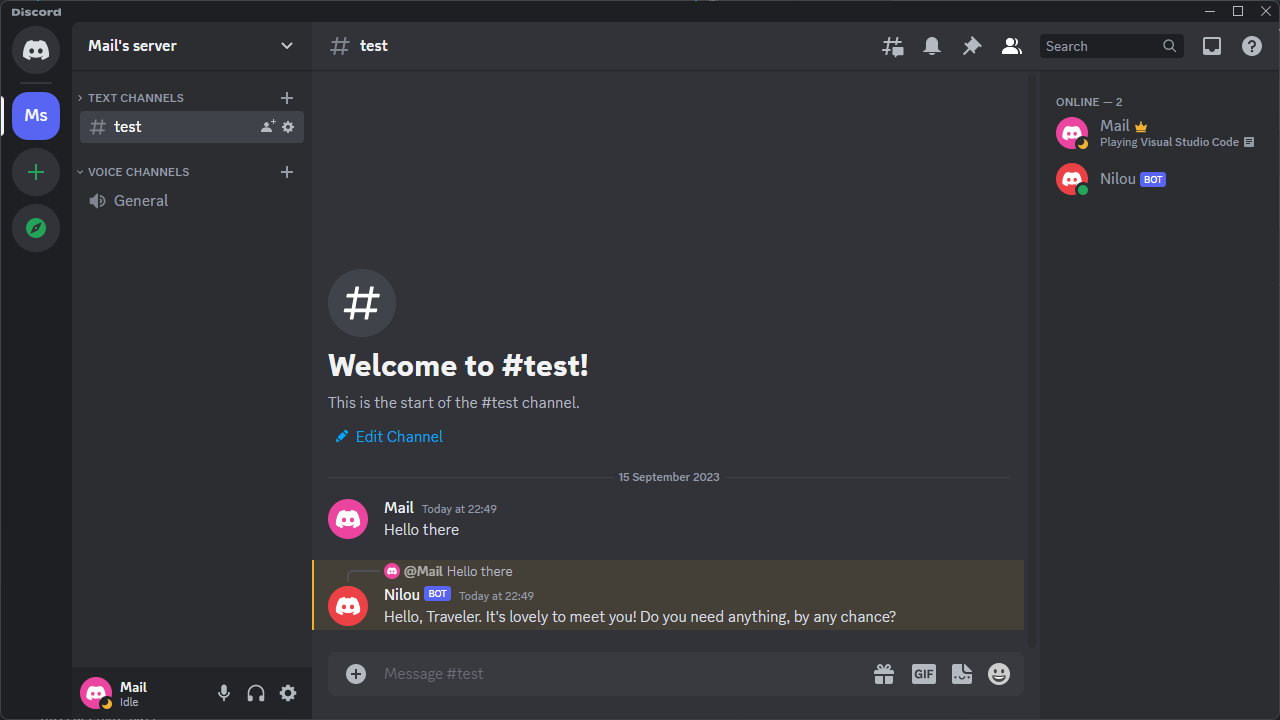 Discord
Mail's server
# test
Search
Ms
TEXT CHANNELS
# test
VOICE CHANNELS
General
Welcome to #test!
This is the start of the #test channel.
Edit Channel
15 September 2023
Mail Today at 22:49
Hello there
@Mail Hello there
Nilou BOT Today at 22:49
Hello, Traveler. It's lovely to meet you! Do you need anything, by any chance?
Message #test
GIF
Mail
Idle
ONLINE — 2
Mail
Playing Visual Studio Code
Nilou BOT